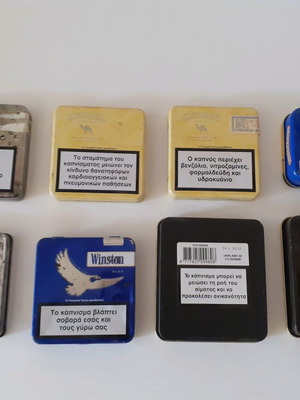 Το σταμάτημα του
καπνίσματος μειώνει τον
κίνδυνο θανατηφόρων
καρδιαγγειακών και
πνευμονικών παθήσεων
Ο καπνός περιέχει
βενζόλιο, νιτροζαμίνες,
φορμαλδεΰδη και
υδροκυάνιο
Winston
BLUE
Το κάπνισμα βλάπτει
σοβαρά εσάς και
τους γύρω σας
Το κάπνισμα μπορεί να
μειώσει τη ροή του
αίματος και να
προκαλέσει ανικανότητα